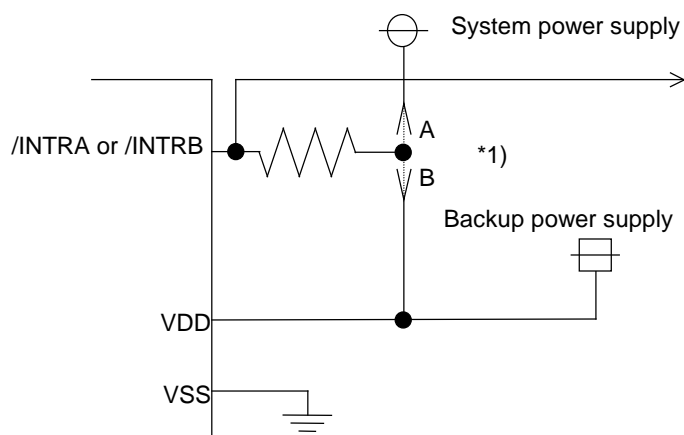 System power supply
A
/INTRA or /INTRB
*1)
B
Backup power supply
VDD
VSS